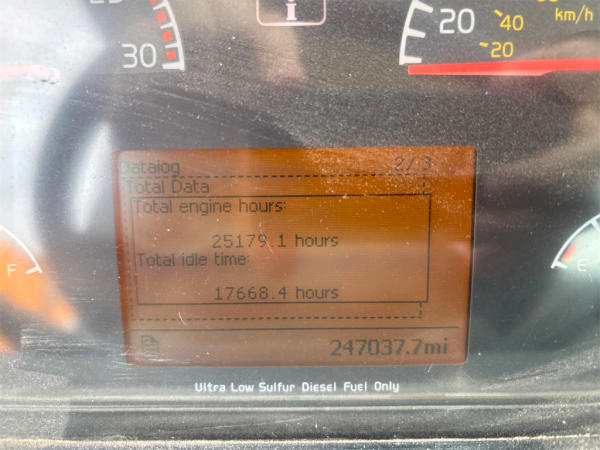 30
i
20
40
20
km/h
Datalog 2/3
Total Data
Total engine hours:
25179.1 hours
Total idle time:
17668.4 hours
F
E
247037.7mi
Ultra Low Sulfur Diesel Fuel Only